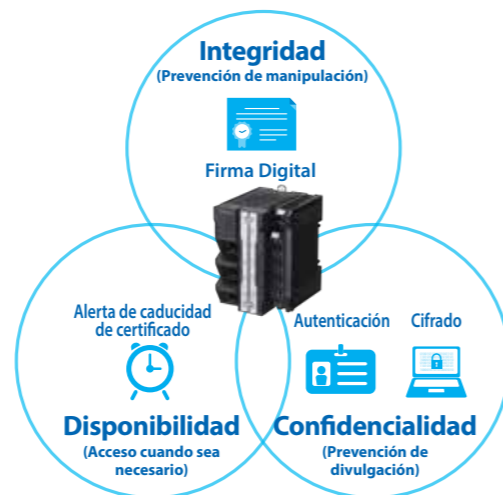 Integridad
(Prevención de manipulación)
Firma Digital
Alerta de caducidad
de certificado
Disponibilidad
(Acceso cuando sea
necesario)
Autenticación
Cifrado
Confidencialidad
(Prevención de
divulgación)